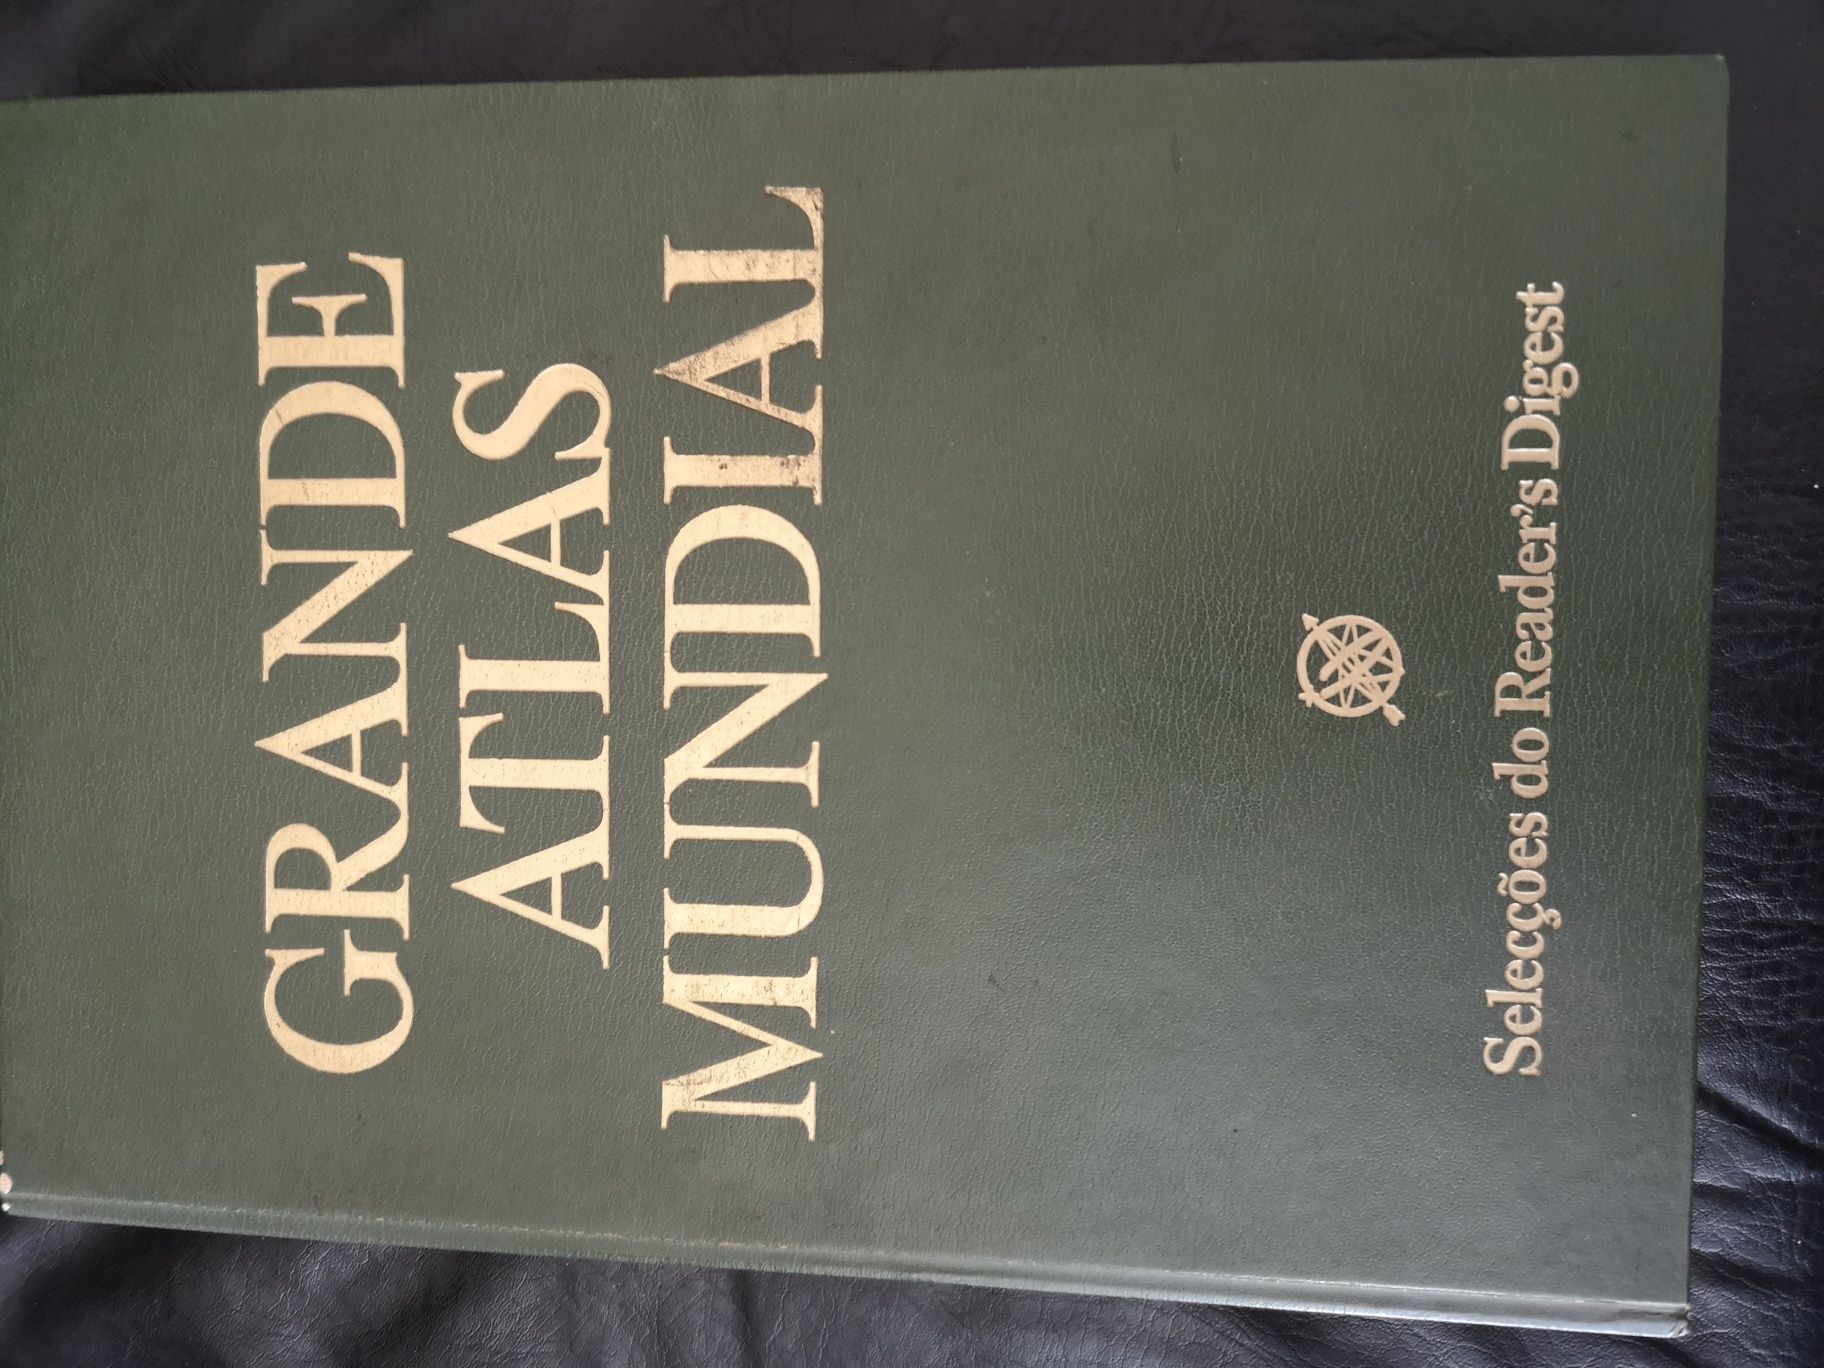 GRANDE
ATLAS
MUNDIAL
Selecções do Reader's Digest